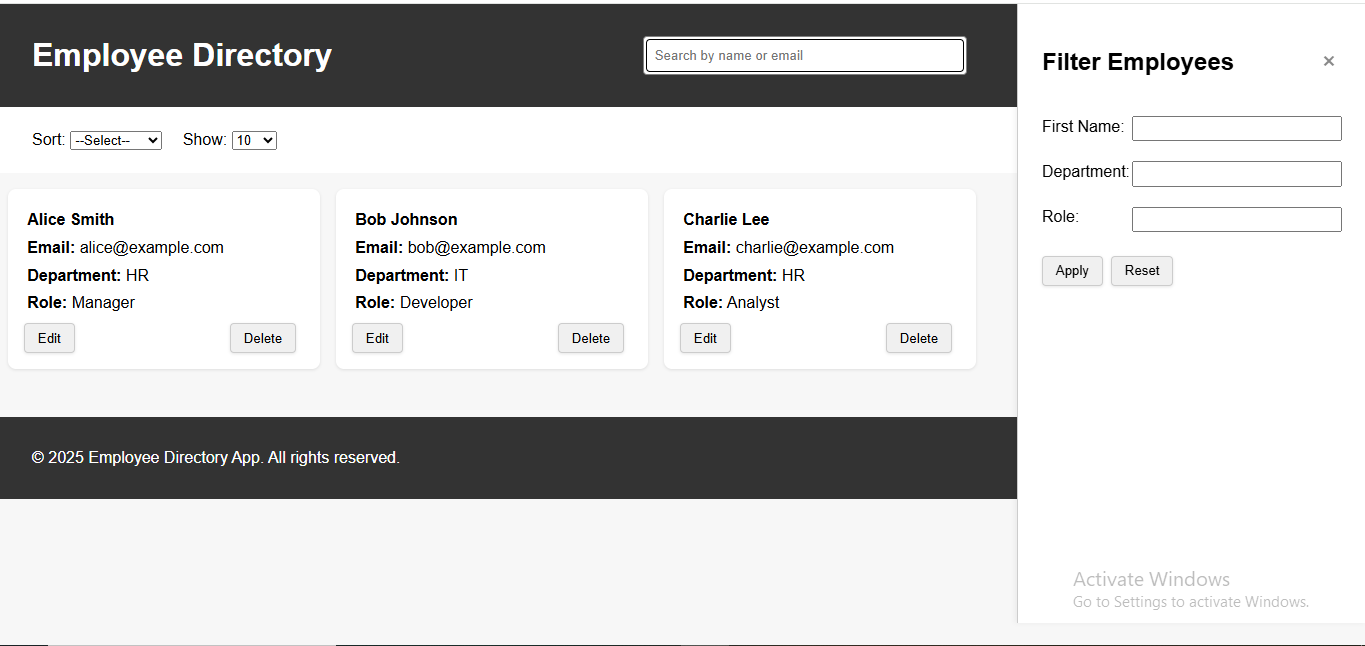 Employee Directory
Search by name or email
Sort: --Select-- Show: 10
Alice Smith
Email: alice@example.com
Department: HR
Role: Manager
Edit Delete
Bob Johnson
Email: bob@example.com
Department: IT
Role: Developer
Edit Delete
Charlie Lee
Email: charlie@example.com
Department: HR
Role: Analyst
Edit Delete
© 2025 Employee Directory App. All rights reserved.
Filter Employees ×
First Name:
Department:
Role:
Apply Reset
Activate Windows
Go to Settings to activate Windows.